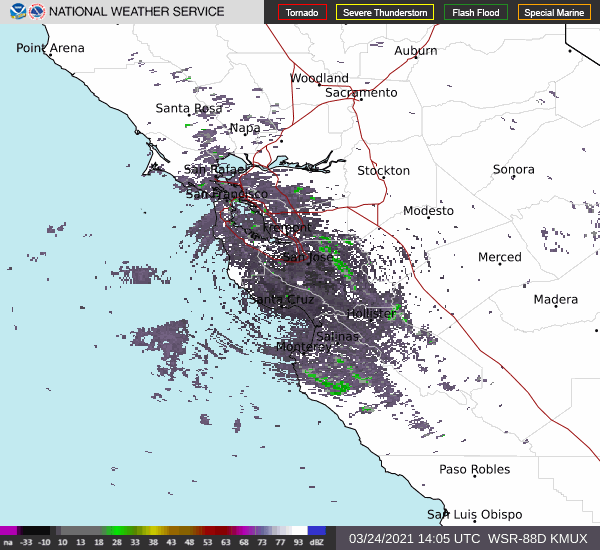 NATIONAL WEATHER SERVICE
Tornado
Severe Thunderstorm
Flash Flood
Special Marine
Point Arena
Auburn
Woodland
Sacramento
Santa Rosa
Napa
San Rafael
Stockton
Sonora
San Francisco
Modesto
Fremont
San Jose
Merced
Santa Cruz
Madera
Hollister
Salinas
Monterey
Paso Robles
San Luis Obispo
na -33 -10 10 13 18 28 33 38 43 48 53 63 68 73 77 93 dBZ
03/24/2021 14:05 UTC WSR-88D KMUX